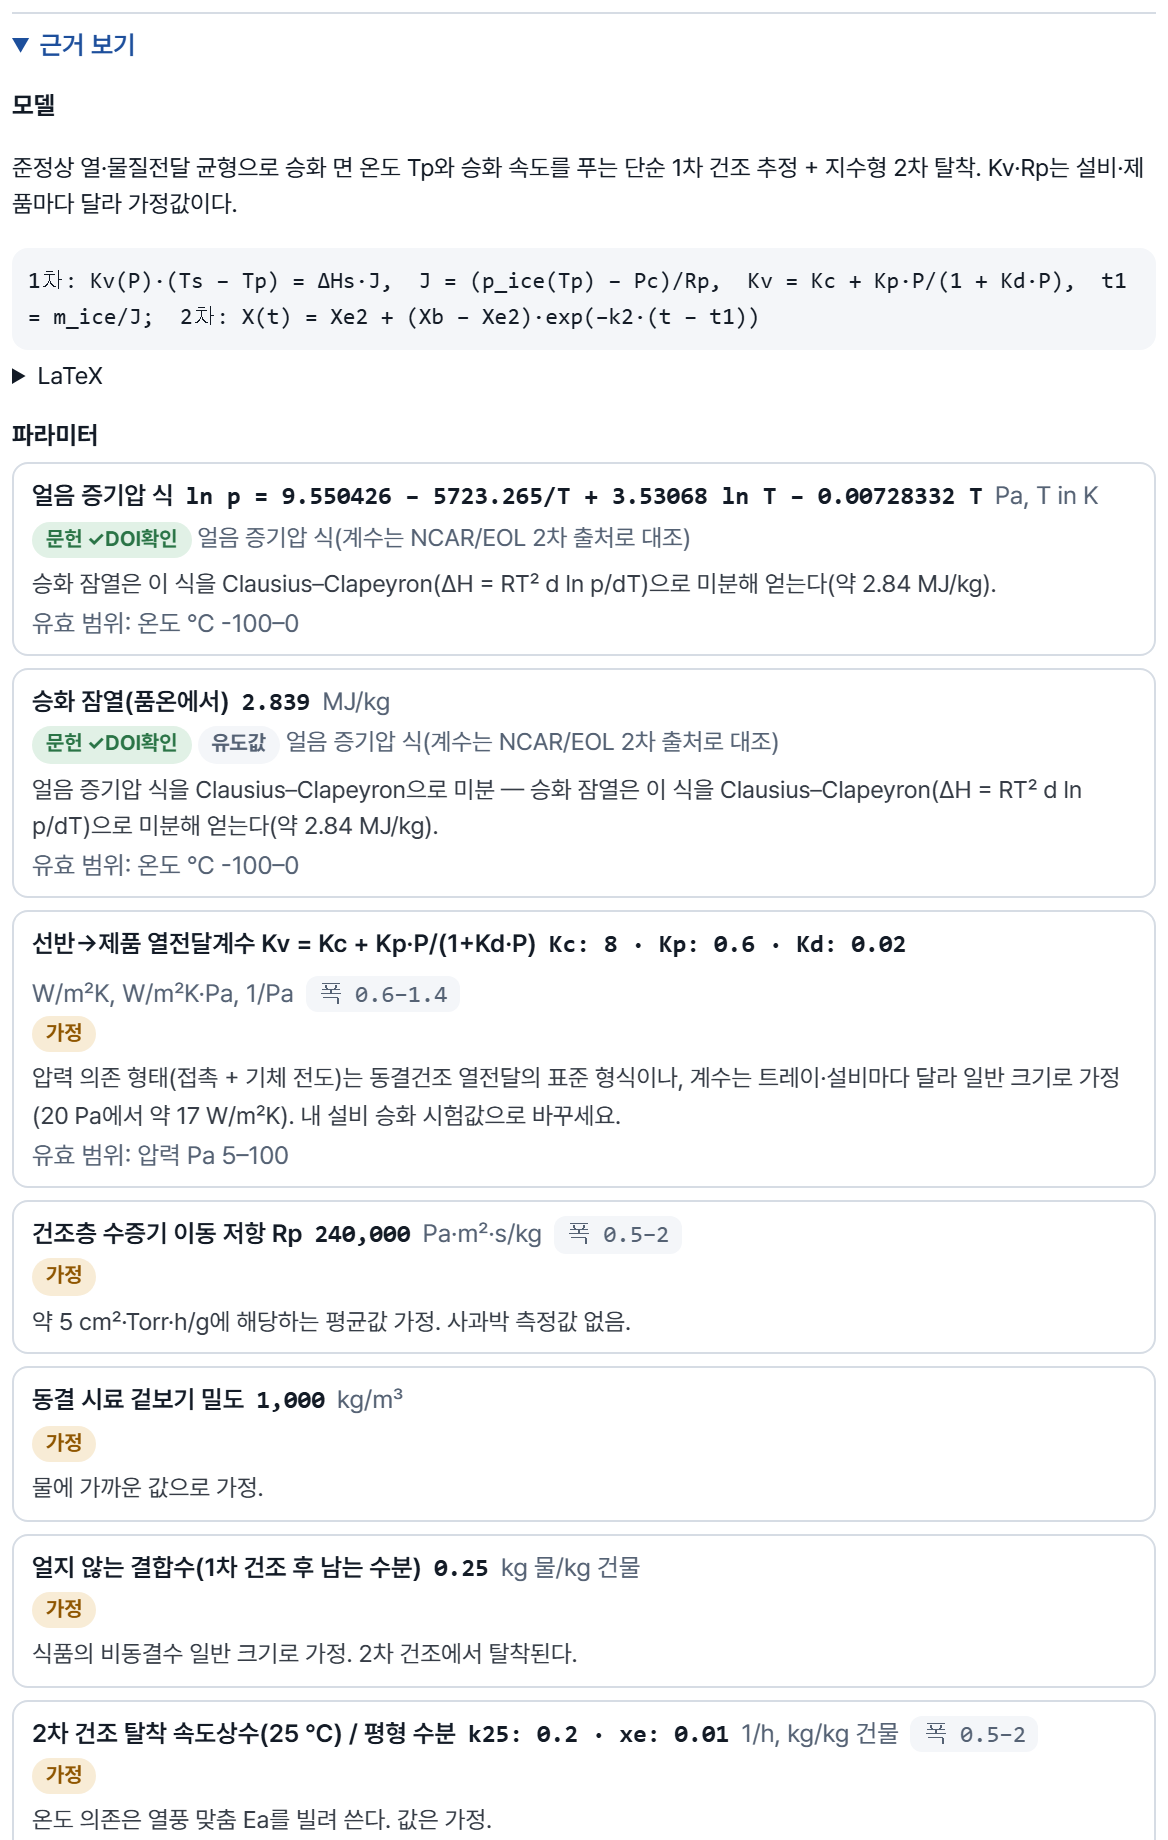 ▼ 근거 보기
모델
준정상 열·물질전달 균형으로 승화 면 온도 Tp와 승화 속도를 푸는 단순 1차 건조 추정 + 지수형 2차 탈착. Kv·Rp는 설비·제
품마다 달라 가정값이다.
1차: Kv(P)·(Ts − Tp) = ΔHs·J,  J = (p_ice(Tp) − Pc)/Rp,  Kv = Kc + Kp·P/(1 + Kd·P),  t1
= m_ice/J;  2차: X(t) = Xe2 + (Xb − Xe2)·exp(−k2·(t − t1))
▶ LaTeX
파라미터
얼음 증기압 식 ln p = 9.550426 − 5723.265/T + 3.53068 ln T − 0.00728332 T Pa, T in K
문헌 ✓DOI확인 얼음 증기압 식(계수는 NCAR/EOL 2차 출처로 대조)
승화 잠열은 이 식을 Clausius–Clapeyron(ΔH = RT² d ln p/dT)으로 미분해 얻는다(약 2.84 MJ/kg).
유효 범위: 온도 °C -100–0
승화 잠열(품온에서) 2.839 MJ/kg
문헌 ✓DOI확인 유도값 얼음 증기압 식(계수는 NCAR/EOL 2차 출처로 대조)
얼음 증기압 식을 Clausius–Clapeyron으로 미분 — 승화 잠열은 이 식을 Clausius–Clapeyron(ΔH = RT² d ln
p/dT)으로 미분해 얻는다(약 2.84 MJ/kg).
유효 범위: 온도 °C -100–0
선반→제품 열전달계수 Kv = Kc + Kp·P/(1+Kd·P) Kc: 8 · Kp: 0.6 · Kd: 0.02
W/m²K, W/m²K·Pa, 1/Pa 폭 0.6–1.4
가정
압력 의존 형태(접촉 + 기체 전도)는 동결건조 열전달의 표준 형식이나, 계수는 트레이·설비마다 달라 일반 크기로 가정
(20 Pa에서 약 17 W/m²K). 내 설비 승화 시험값으로 바꾸세요.
유효 범위: 압력 Pa 5–100
건조층 수증기 이동 저항 Rp 240,000 Pa·m²·s/kg 폭 0.5–2
가정
약 5 cm²·Torr·h/g에 해당하는 평균값 가정. 사과박 측정값 없음.
동결 시료 겉보기 밀도 1,000 kg/m³
가정
물에 가까운 값으로 가정.
얼지 않는 결합수(1차 건조 후 남는 수분) 0.25 kg 물/kg 건물
가정
식품의 비동결수 일반 크기로 가정. 2차 건조에서 탈착된다.
2차 건조 탈착 속도상수(25 °C) / 평형 수분 k25: 0.2 · xe: 0.01 1/h, kg/kg 건물 폭 0.5–2
가정
온도 의존은 열풍 맞춤 Ea를 빌려 쓴다. 값은 가정.